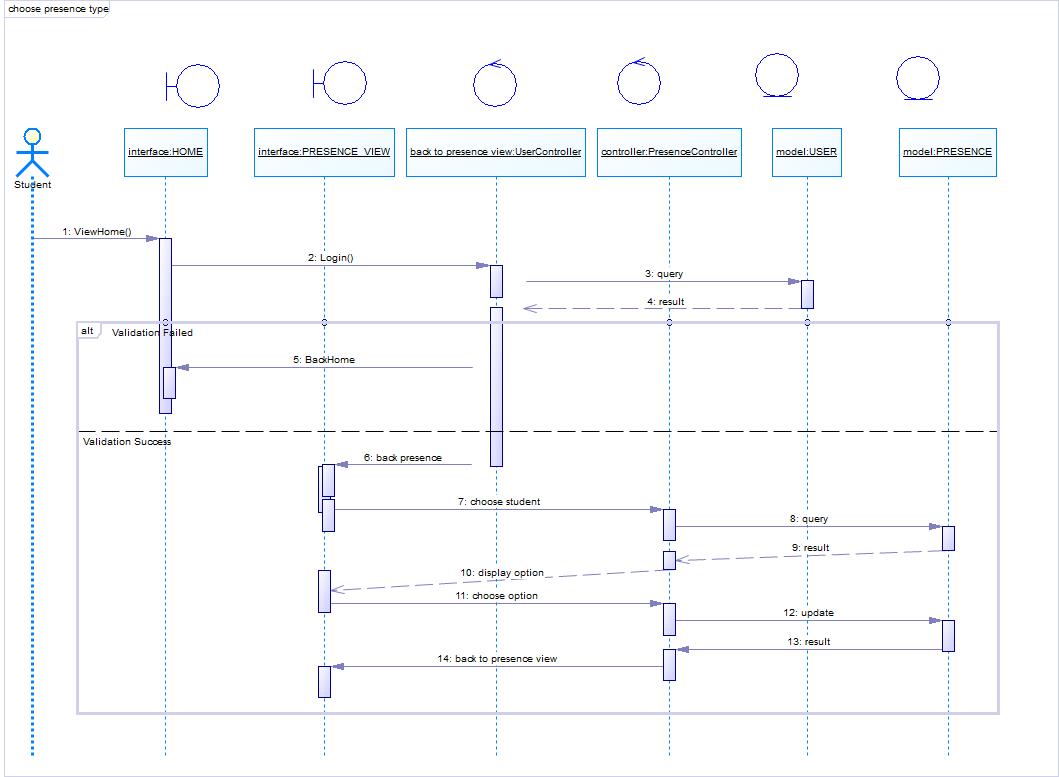 choose presence type
Student
interface:HOME
interface:PRESENCE_VIEW
back to presence view:UserController
controller:PresenceController
model:USER
model:PRESENCE
1: ViewHome()
2: Login()
3: query
4: result
alt
Validation Failed
5: BackHome
Validation Success
6: back presence
7: choose student
8: query
9: result
10: display option
11: choose option
12: update
13: result
14: back to presence view